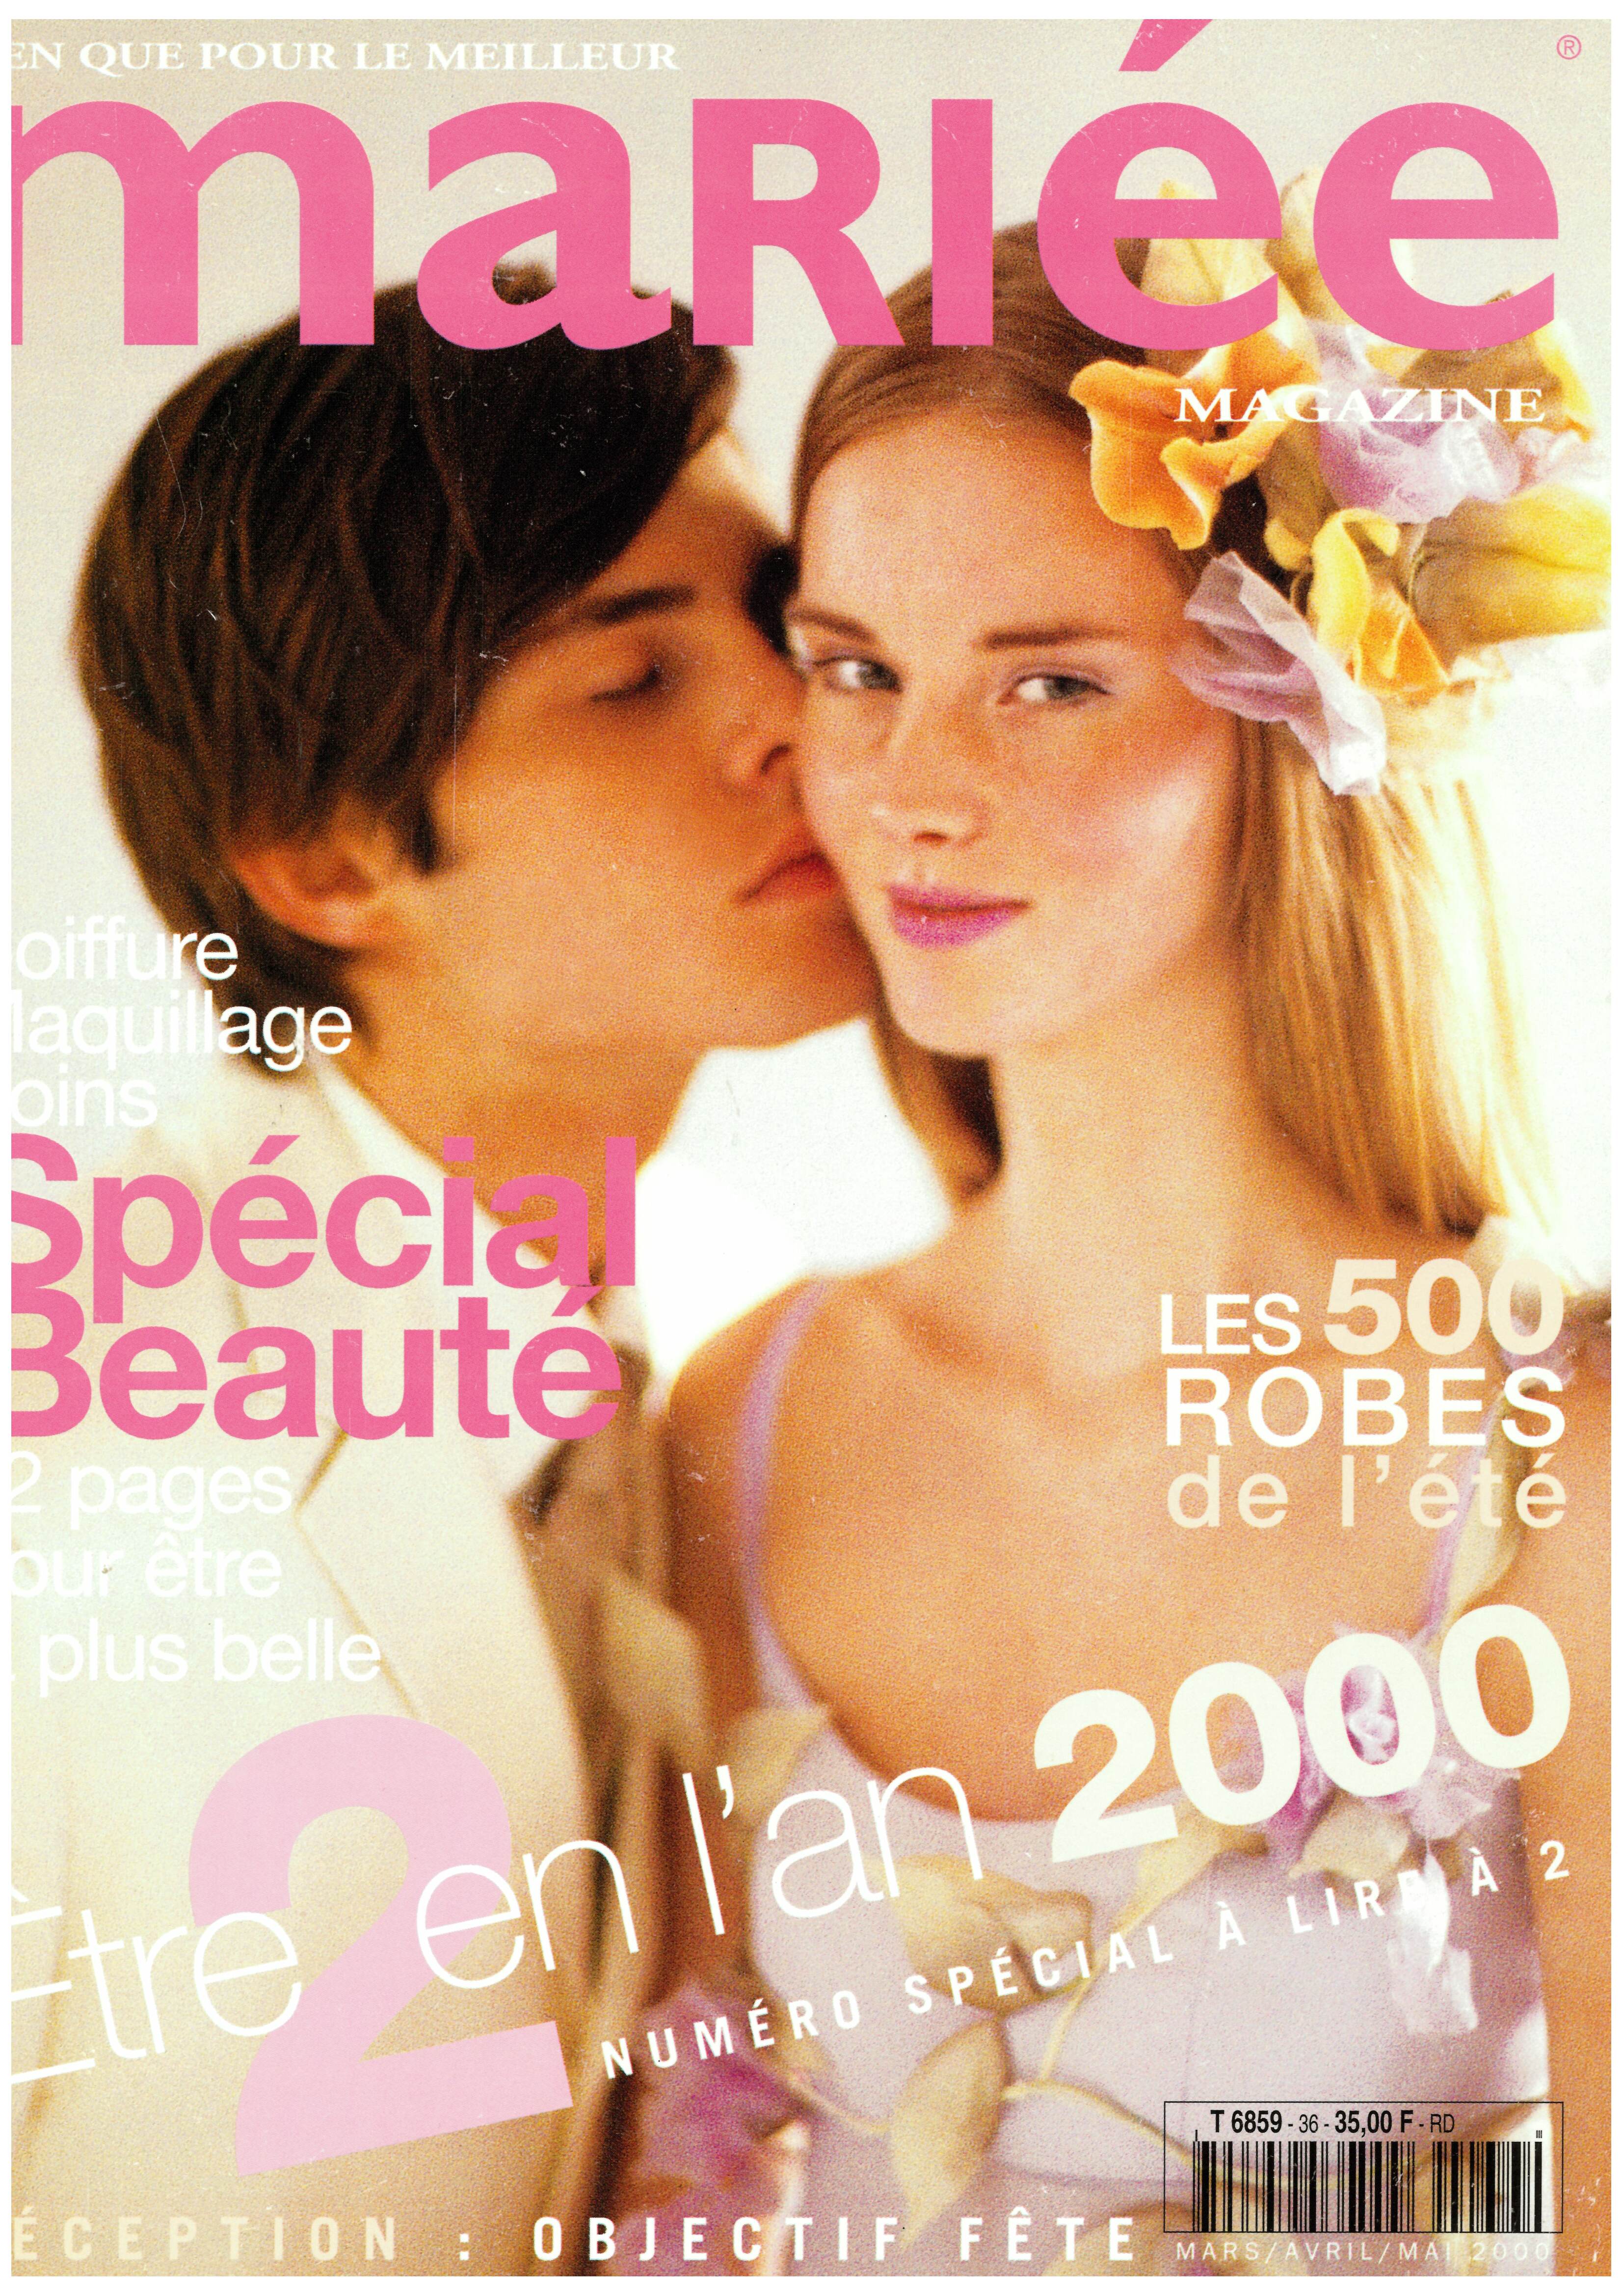 EN QUE POUR LE MEILLEUR
®
maRiée
MAGAZINE
oiffure
laquillage
oins
Spécial
Beauté
2 pages
our être
plus belle
LES 500
ROBES
de l'été
Être 2 en l'an 2000
NUMÉRO SPÉCIAL À LIRE À 2
T 6859 - 36 - 35,00 F - RD
ÉCEPTION : OBJECTIF FÊTE
MARS/AVRIL/MAI 2000